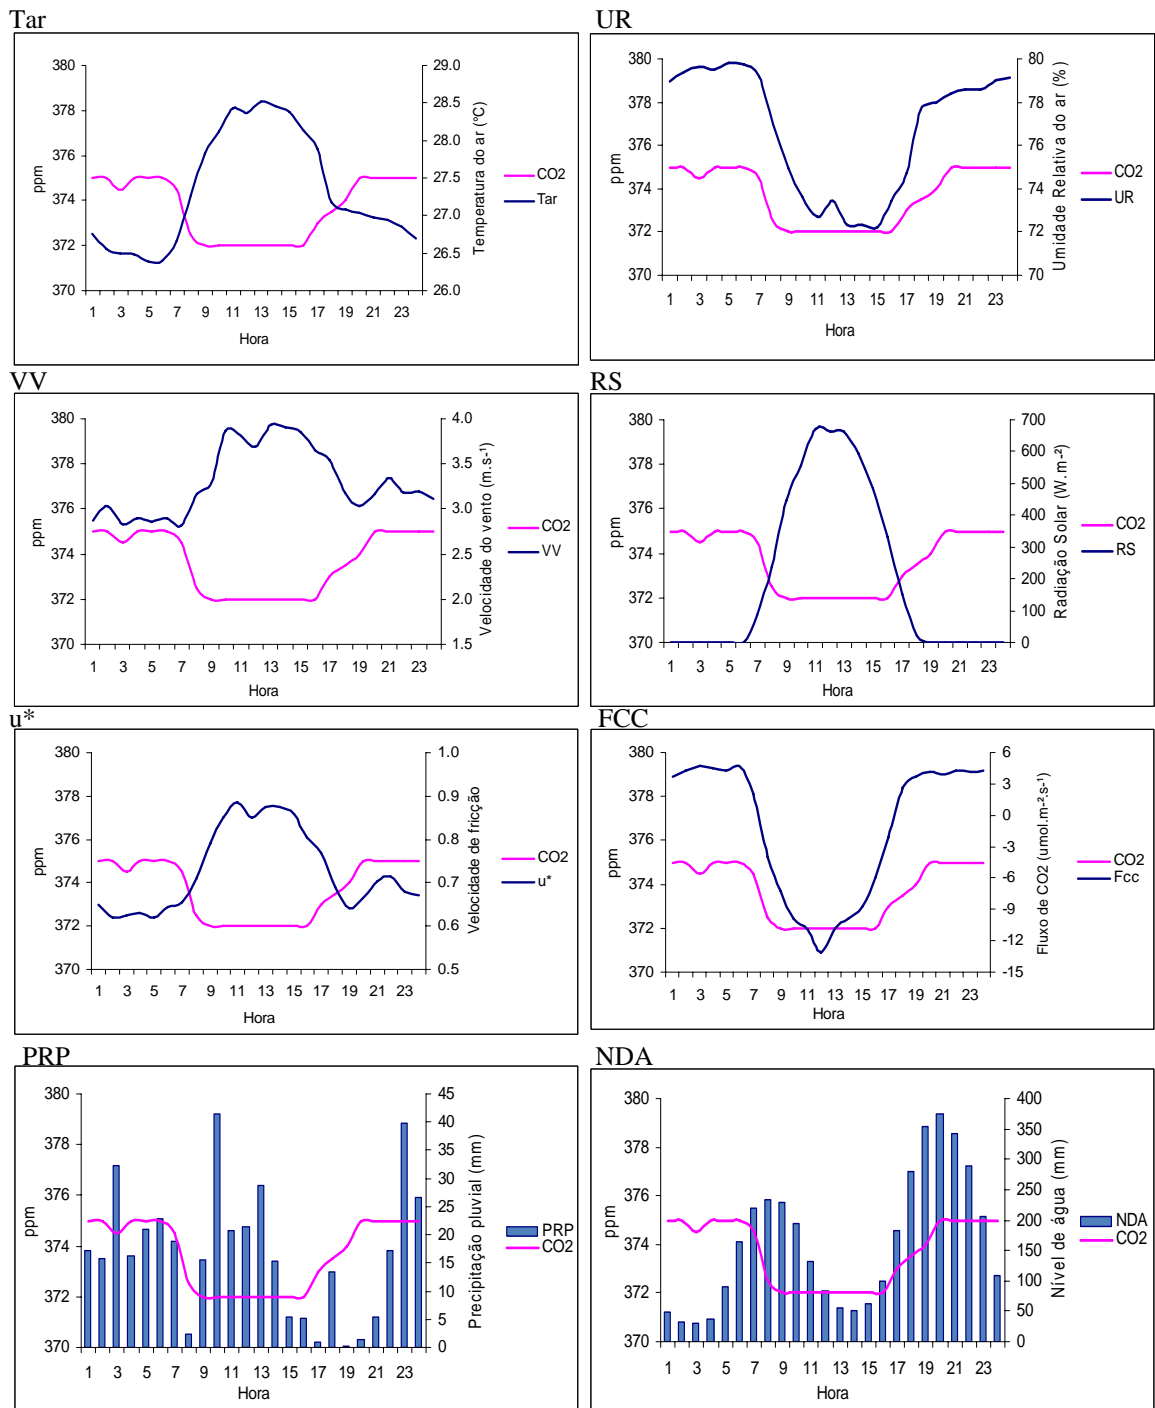 Tar
380
378
376
374
372
370
ppm
29.0
28.5
28.0
27.5
27.0
26.5
26.0
Temperatura do ar (°C)
CO2
Tar
1 3 5 7 9 11 13 15 17 19 21 23
Hora
UR
380
378
376
374
372
370
ppm
80
78
76
74
72
70
Umidade Relativa do ar (%)
CO2
UR
1 3 5 7 9 11 13 15 17 19 21 23
Hora
VV
380
378
376
374
372
370
ppm
4.0
3.5
3.0
2.5
2.0
1.5
Velocidade do vento (m.s-¹)
CO2
VV
1 3 5 7 9 11 13 15 17 19 21 23
Hora
RS
380
378
376
374
372
370
ppm
700
600
500
400
300
200
100
0
Radiação Solar (W.m-²)
CO2
RS
1 3 5 7 9 11 13 15 17 19 21 23
Hora
u*
380
378
376
374
372
370
ppm
1.0
0.9
0.8
0.7
0.6
0.5
Velocidade de fricção
CO2
u*
1 3 5 7 9 11 13 15 17 19 21 23
Hora
FCC
380
378
376
374
372
370
ppm
6
3
0
-3
-6
-9
-12
-15
Fluxo de CO2 (umol.m-².s-¹)
CO2
Fcc
1 3 5 7 9 11 13 15 17 19 21 23
Hora
PRP
380
378
376
374
372
370
ppm
45
40
35
30
25
20
15
10
5
0
Precipitação pluvial (mm)
PRP
CO2
1 3 5 7 9 11 13 15 17 19 21 23
Hora
NDA
380
378
376
374
372
370
ppm
400
350
300
250
200
150
100
50
0
Nível de água (mm)
NDA
CO2
1 3 5 7 9 11 13 15 17 19 21 23
Hora